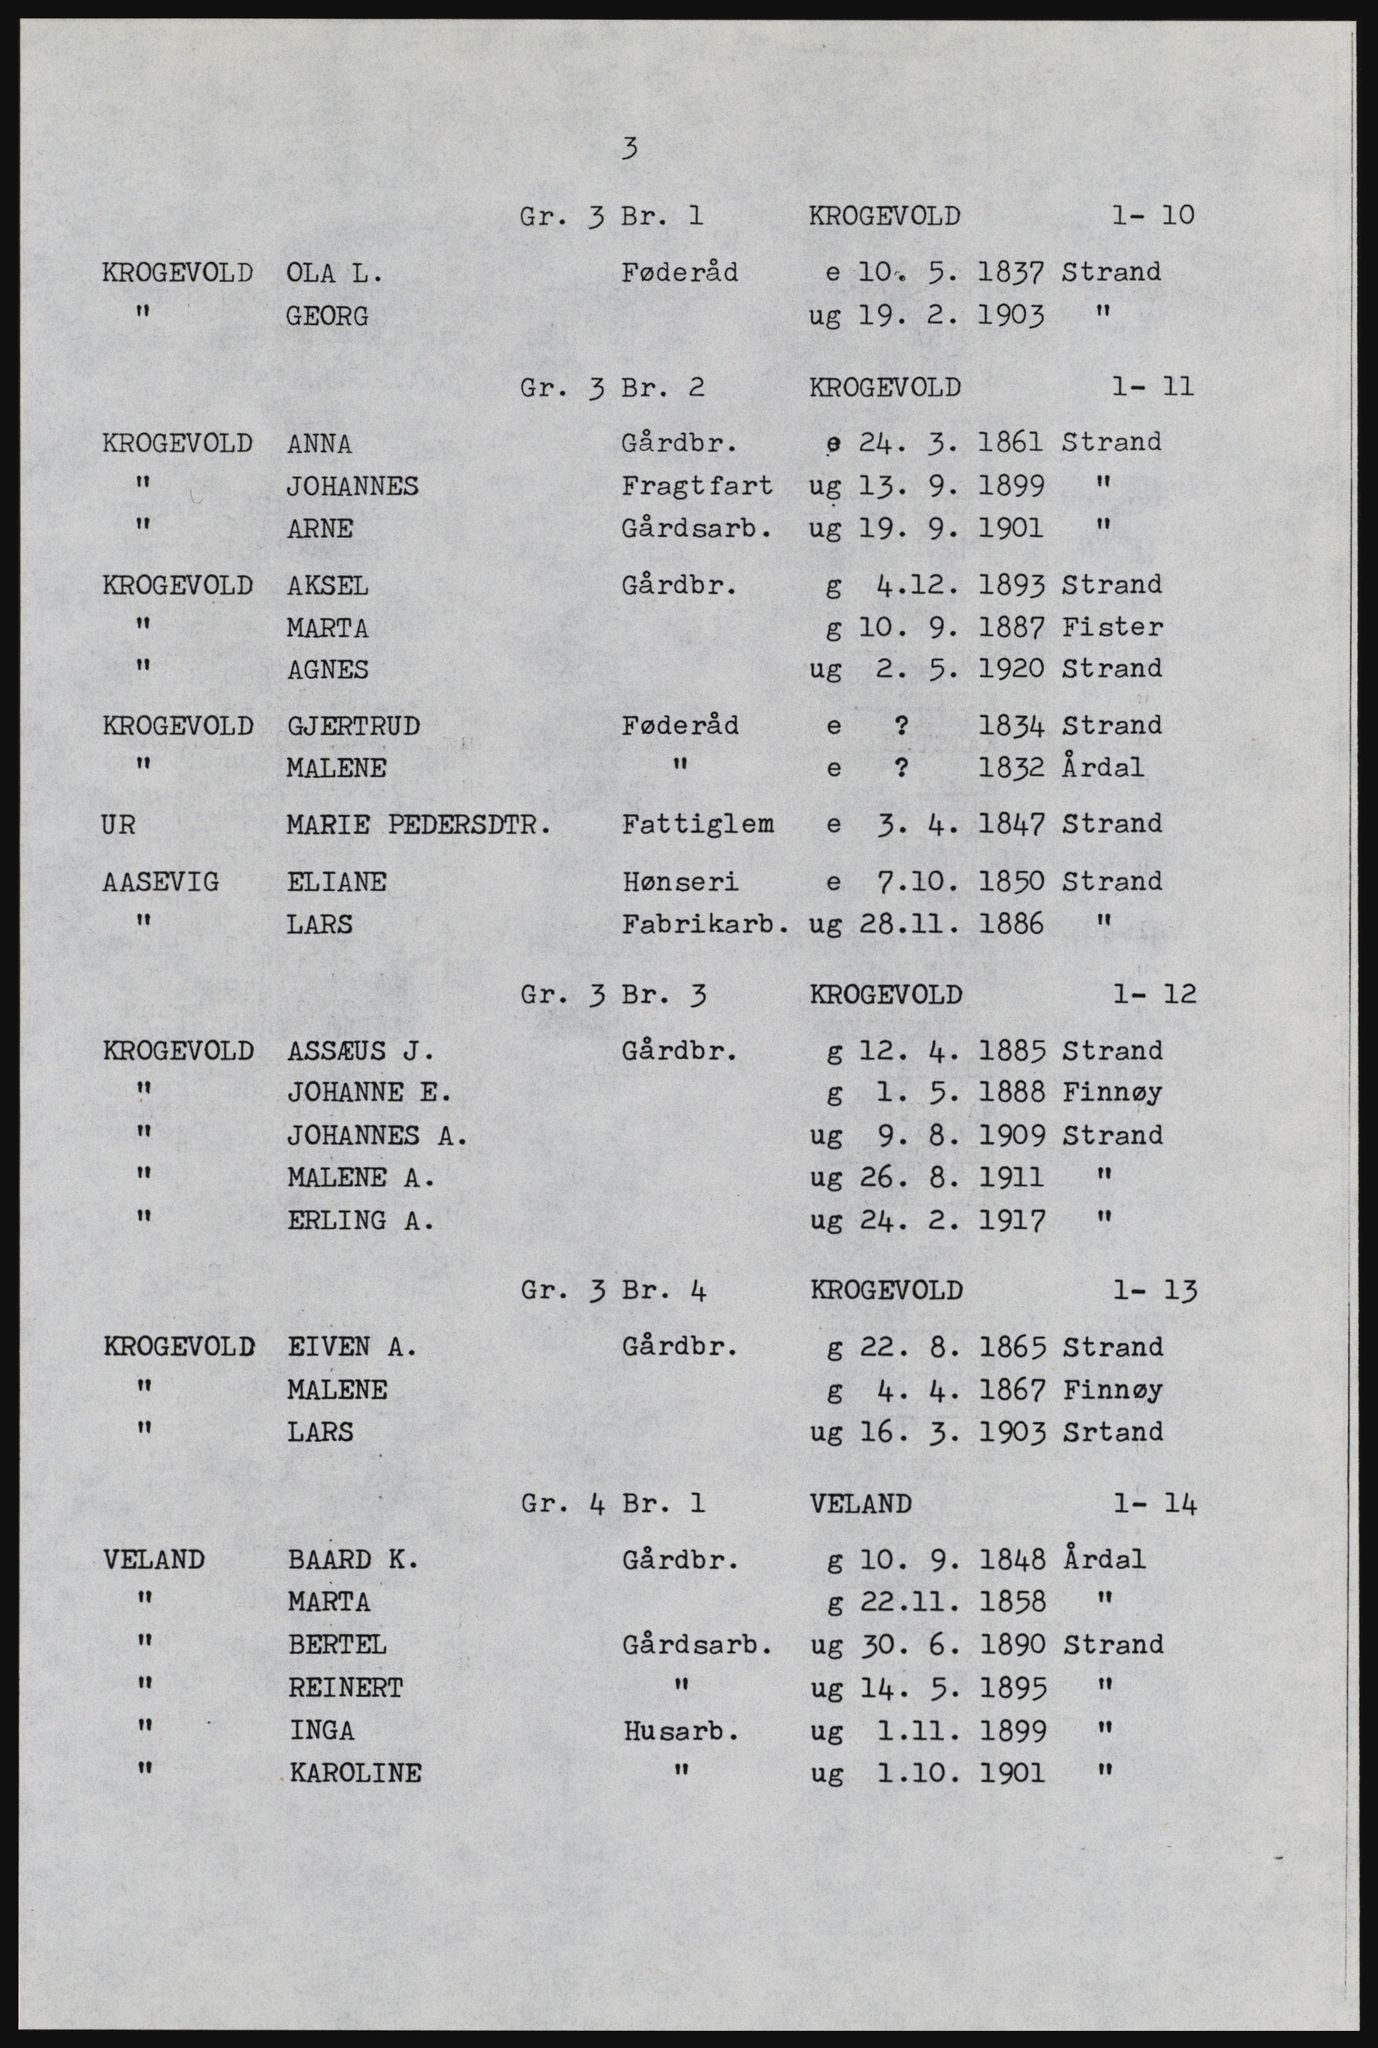 3
Gr. 3 Br. 1 KROGEVOLD 1- 10
KROGEVOLD OLA L. Føderåd e 10. 5. 1837 Strand
" GEORG ug 19. 2. 1903 "
Gr. 3 Br. 2 KROGEVOLD 1- 11
KROGEVOLD ANNA Gårdbr. e 24. 3. 1861 Strand
" JOHANNES Fragtfart ug 13. 9. 1899 "
" ARNE Gårdsarb. ug 19. 9. 1901 "
KROGEVOLD AKSEL Gårdbr. g 4.12. 1893 Strand
" MARTA g 10. 9. 1887 Fister
" AGNES ug 2. 5. 1920 Strand
KROGEVOLD GJERTRUD Føderåd e ? 1834 Strand
" MALENE " e ? 1832 Årdal
UR MARIE PEDERSDTR. Fattiglem e 3. 4. 1847 Strand
AASEVIG ELIANE Hønseri e 7.10. 1850 Strand
" LARS Fabrikarb. ug 28.11. 1886 "
Gr. 3 Br. 3 KROGEVOLD 1- 12
KROGEVOLD ASSÆUS J. Gårdbr. g 12. 4. 1885 Strand
" JOHANNE E. g 1. 5. 1888 Finnøy
" JOHANNES A. ug 9. 8. 1909 Strand
" MALENE A. ug 26. 8. 1911 "
" ERLING A. ug 24. 2. 1917 "
Gr. 3 Br. 4 KROGEVOLD 1- 13
KROGEVOLD EIVEN A. Gårdbr. g 22. 8. 1865 Strand
" MALENE g 4. 4. 1867 Finnøy
" LARS ug 16. 3. 1903 Srtand
Gr. 4 Br. 1 VELAND 1- 14
VELAND BAARD K. Gårdbr. g 10. 9. 1848 Årdal
" MARTA g 22.11. 1858 "
" BERTEL Gårdsarb. ug 30. 6. 1890 Strand
" REINERT " ug 14. 5. 1895 "
" INGA Husarb. ug 1.11. 1899 "
" KAROLINE " ug 1.10. 1901 "